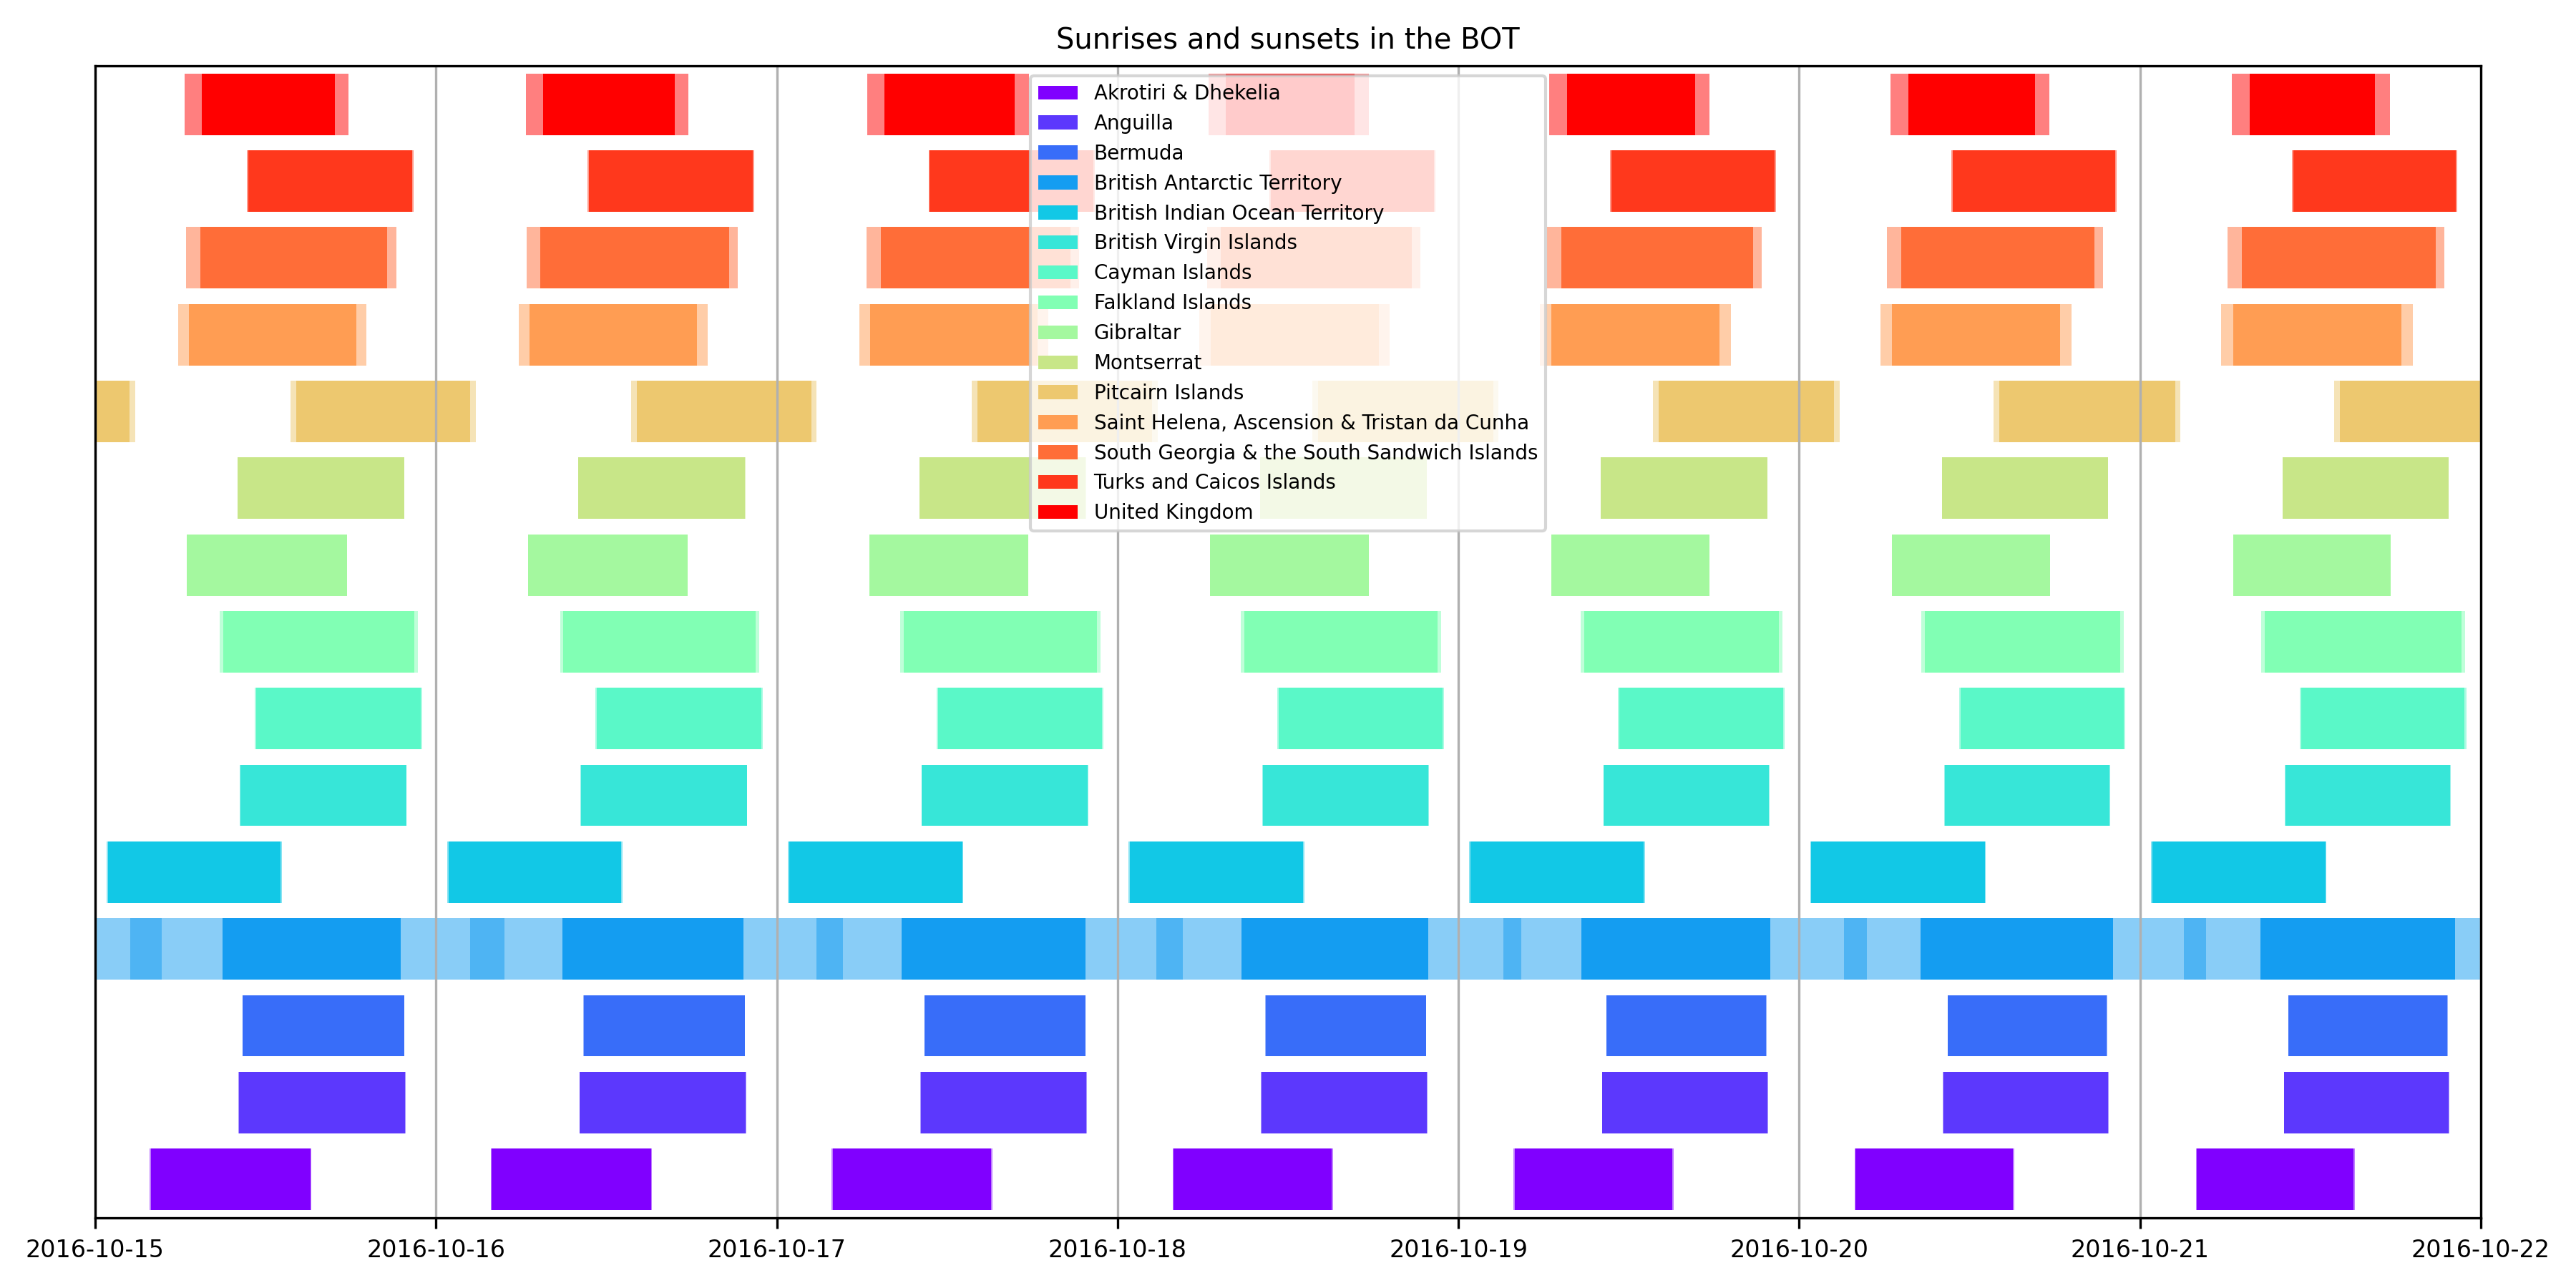 Sunrises and sunsets in the BOT
Akrotiri & Dhekelia
Anguilla
Bermuda
British Antarctic Territory
British Indian Ocean Territory
British Virgin Islands
Cayman Islands
Falkland Islands
Gibraltar
Montserrat
Pitcairn Islands
Saint Helena, Ascension & Tristan da Cunha
South Georgia & the South Sandwich Islands
Turks and Caicos Islands
United Kingdom
2016-10-15 2016-10-16 2016-10-17 2016-10-18 2016-10-19 2016-10-20 2016-10-21 2016-10-22